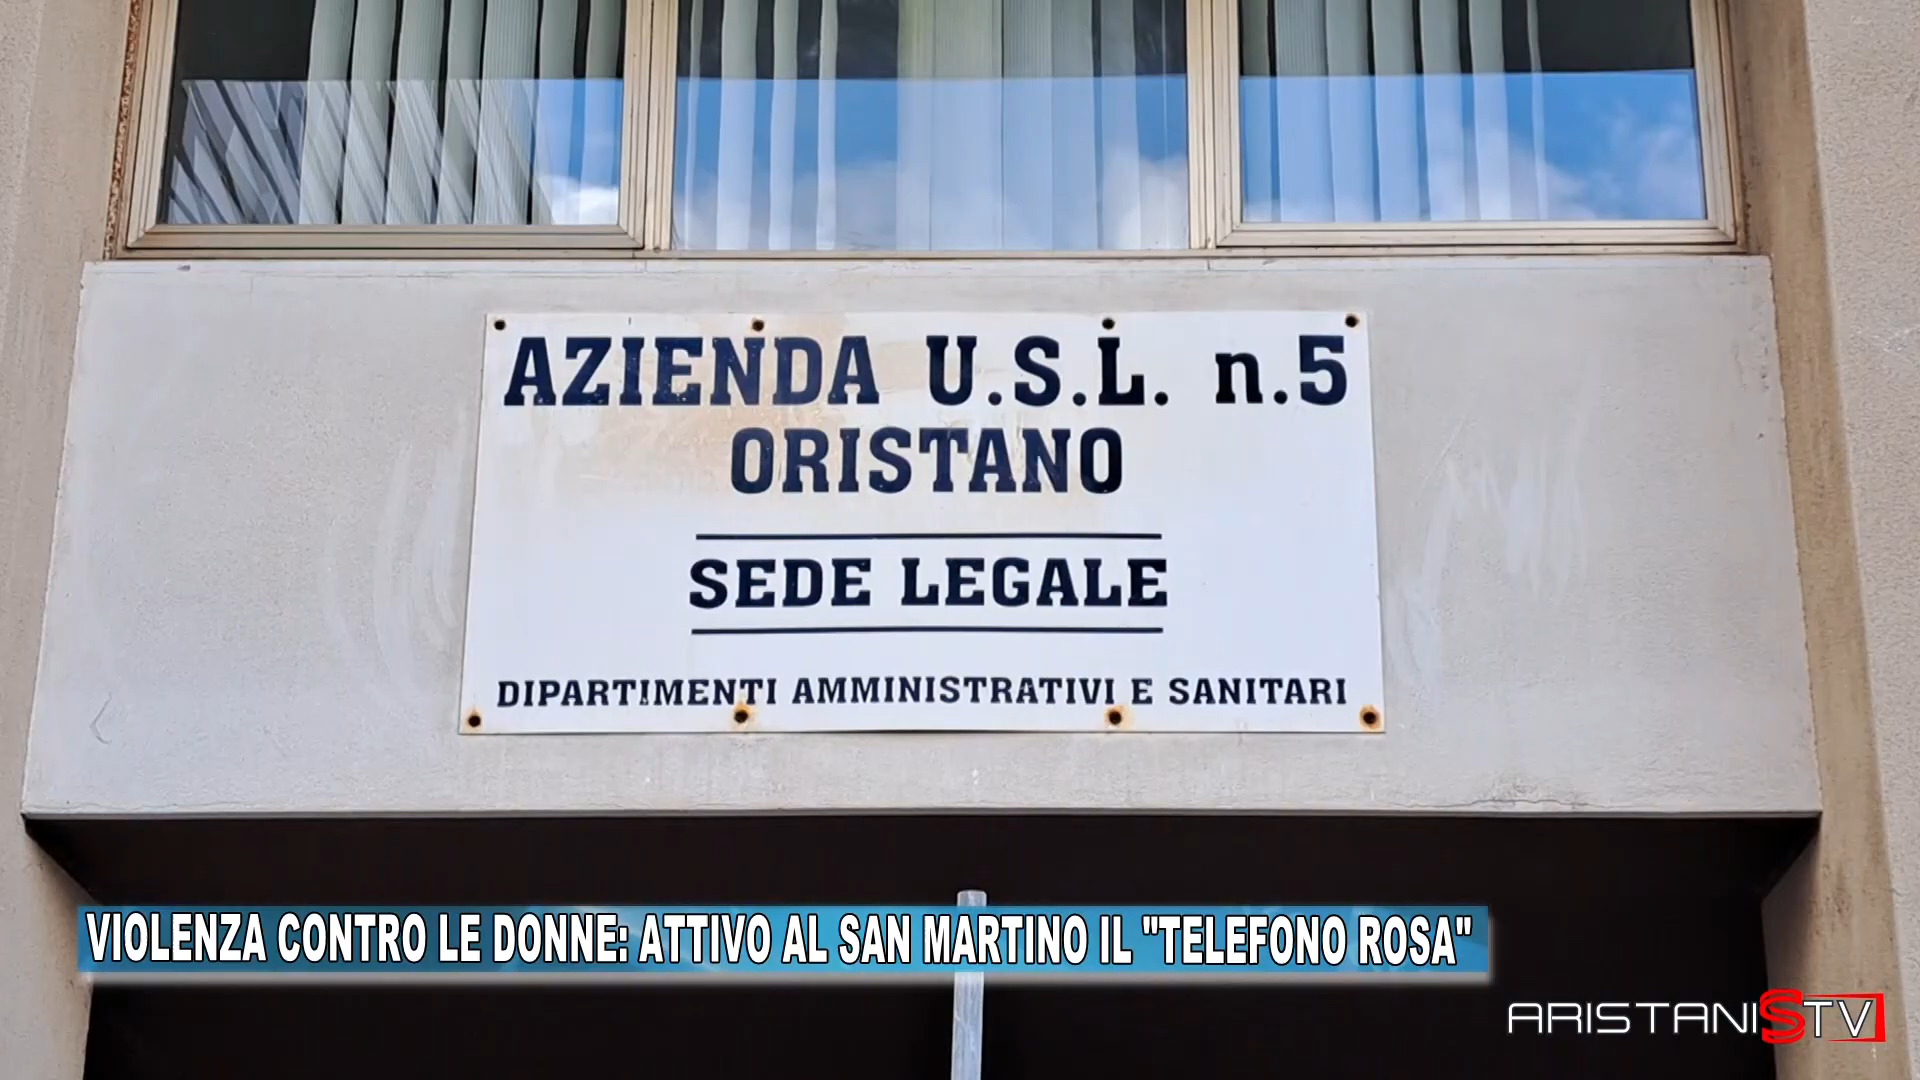 AZIENDA U.S.L. n.5
ORISTANO
SEDE LEGALE
DIPARTIMENTI AMMINISTRATIVI E SANITARI
VIOLENZA CONTRO LE DONNE: ATTIVO AL SAN MARTINO IL "TELEFONO ROSA"
ARISTANIS TV